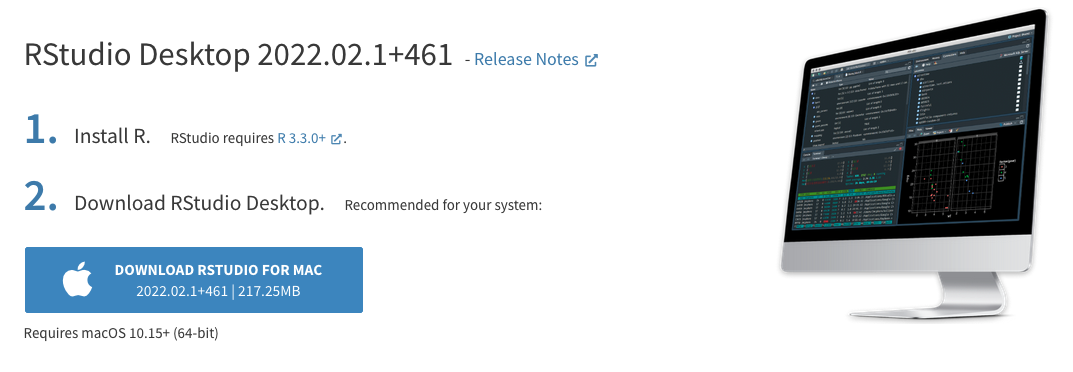 RStudio Desktop 2022.02.1+461 - Release Notes
1. Install R. RStudio requires R 3.3.0+.
2. Download RStudio Desktop. Recommended for your system:
DOWNLOAD RSTUDIO FOR MAC
2022.02.1+461 | 217.25MB
Requires macOS 10.15+ (64-bit)